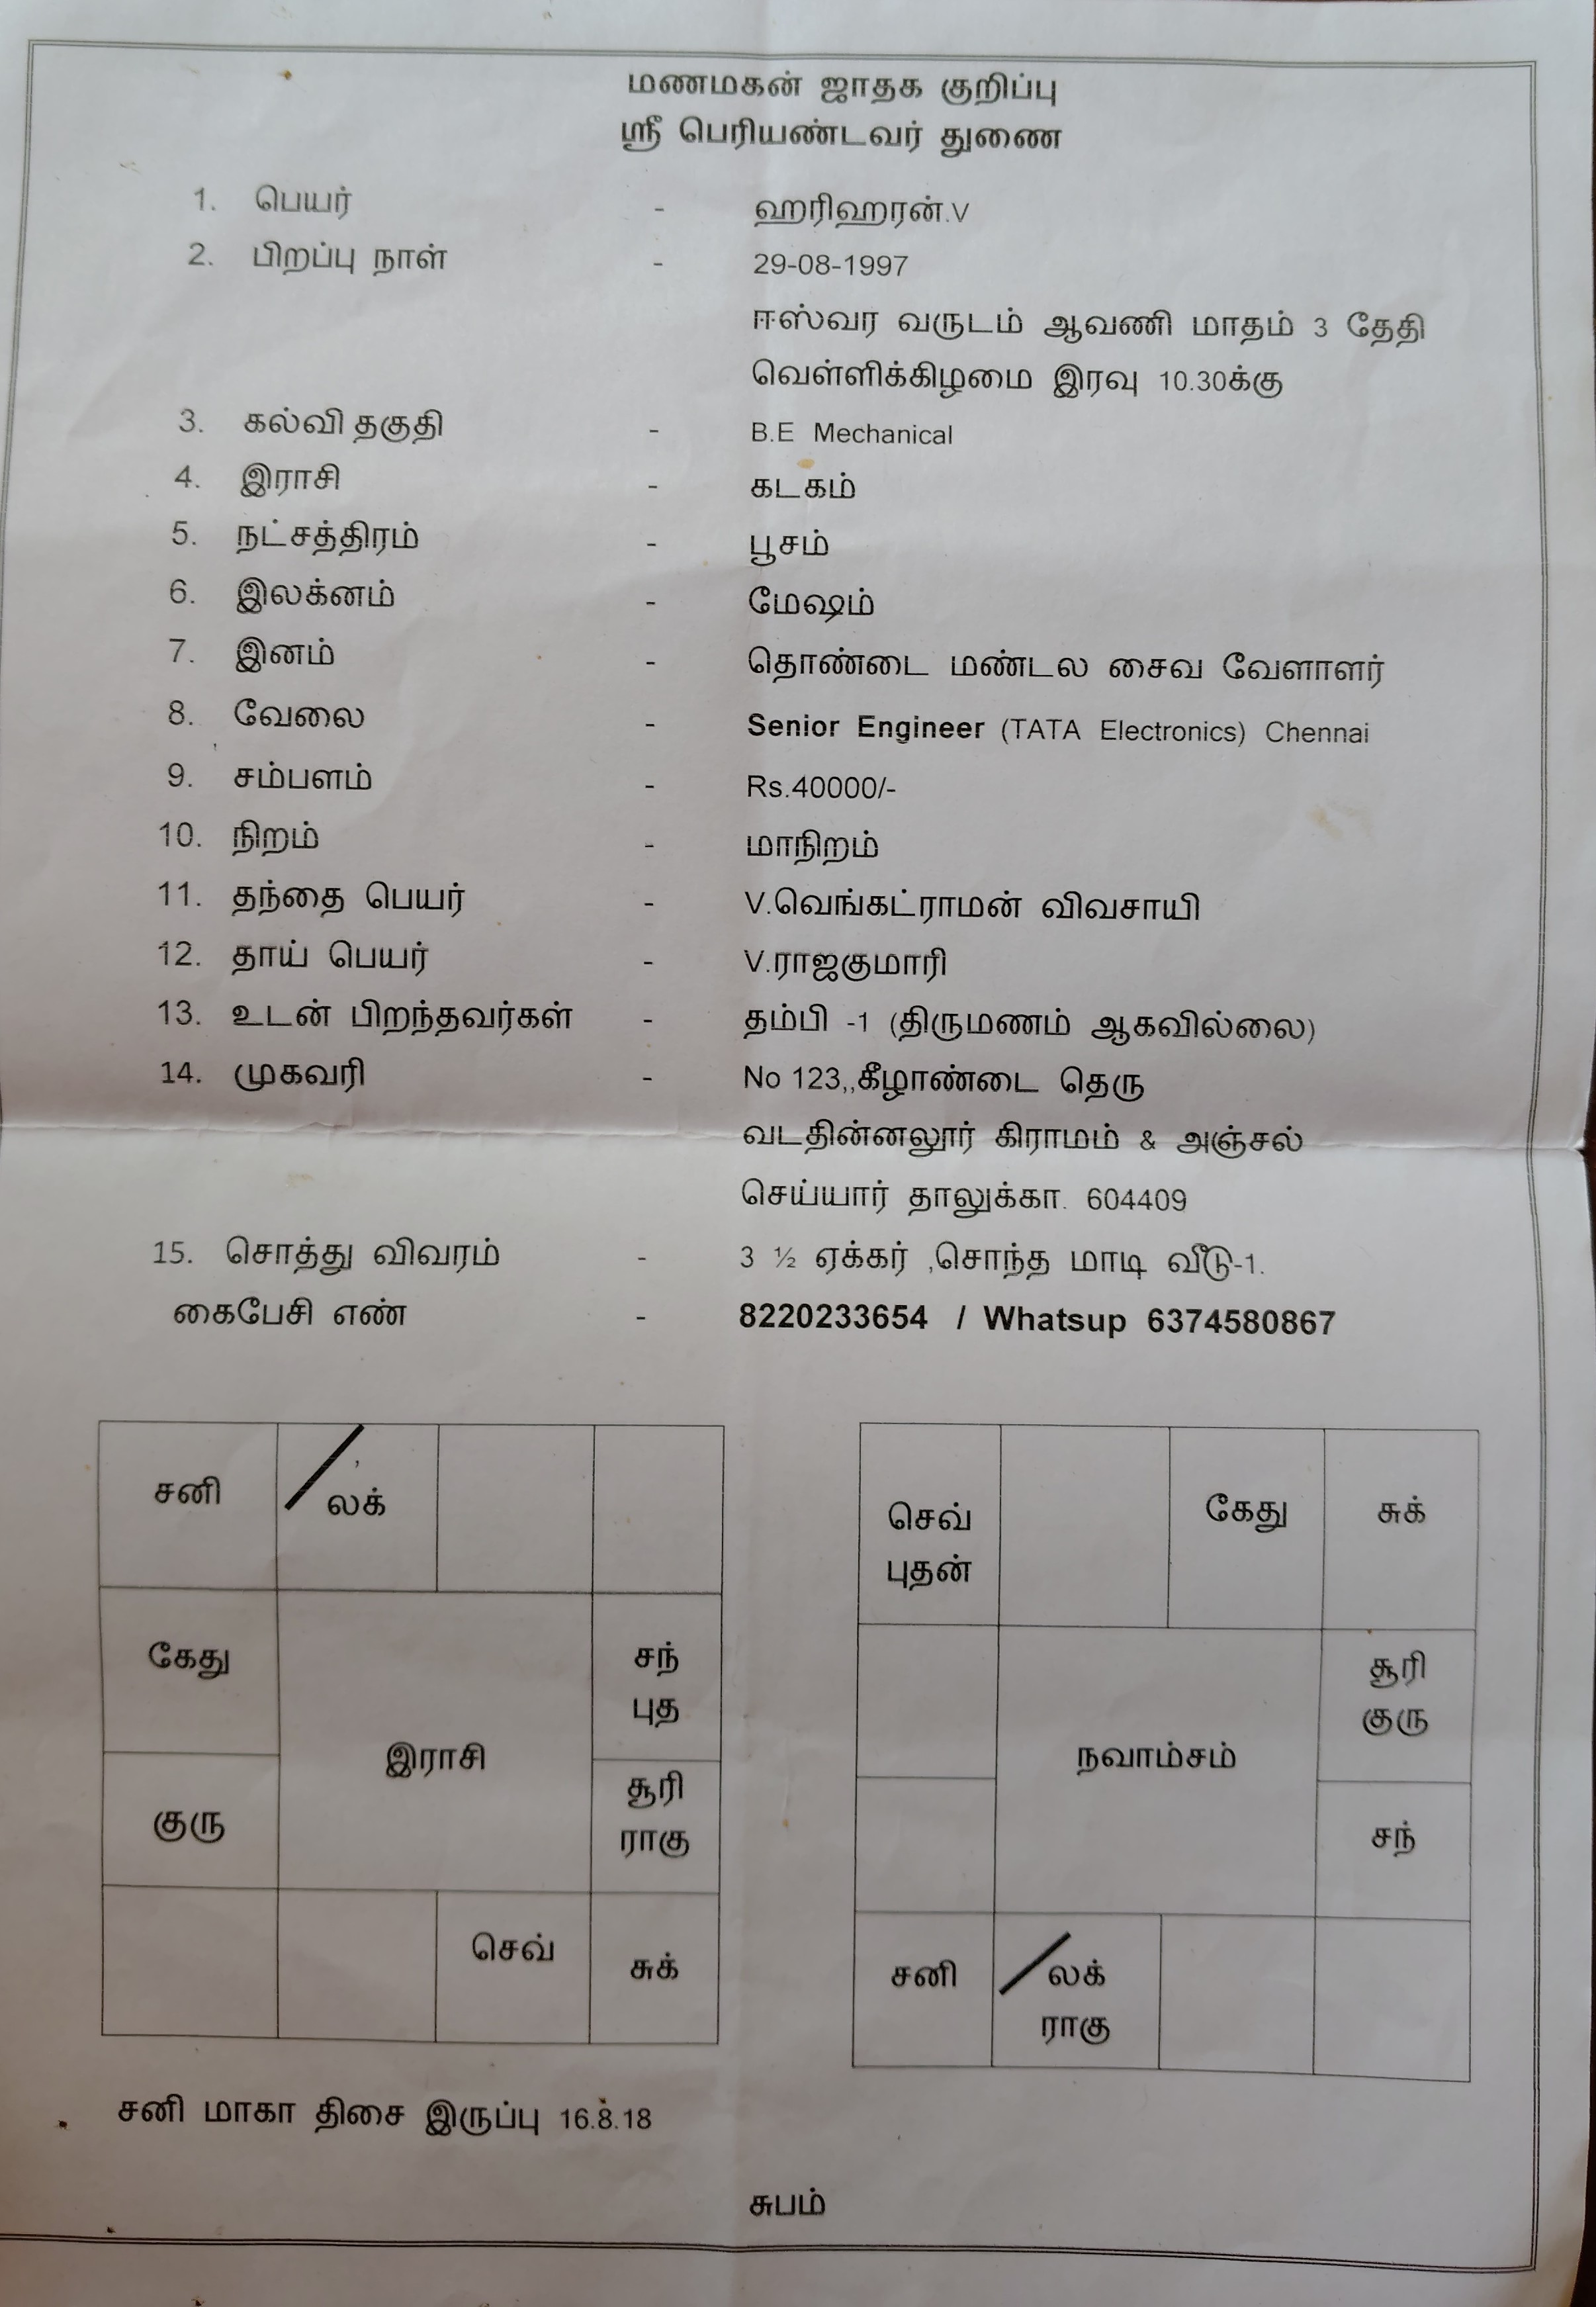 மணமகன் ஜாதக குறிப்பு
ஸ்ரீ பெரியண்டவர் துணை
1. பெயர் - ஹரிஹரன்.V
2. பிறப்பு நாள் - 29-08-1997
ஈஸ்வர வருடம் ஆவணி மாதம் 3 தேதி
வெள்ளிக்கிழமை இரவு 10.30க்கு
3. கல்வி தகுதி - B.E Mechanical
4. இராசி - கடகம்
5. நட்சத்திரம் - பூசம்
6. இலக்னம் - மேஷம்
7. இனம் - தொண்டை மண்டல சைவ வேளாளர்
8. வேலை - Senior Engineer (TATA Electronics) Chennai
9. சம்பளம் - Rs.40000/-
10. நிறம் - மாநிறம்
11. தந்தை பெயர் - V.வெங்கட்ராமன் விவசாயி
12. தாய் பெயர் - V.ராஜகுமாரி
13. உடன் பிறந்தவர்கள் - தம்பி -1 (திருமணம் ஆகவில்லை)
14. முகவரி - No 123,,கீழாண்டை தெரு
வடதின்னலூர் கிராமம் & அஞ்சல்
செய்யார் தாலுக்கா. 604409
15. சொத்து விவரம் - 3 ½ ஏக்கர் ,சொந்த மாடி வீடு-1.
கைபேசி எண் - 8220233654 / Whatsup 6374580867
சனி
லக்
கேது
சந்
புத
இராசி
குரு
சூரி
ராகு
செவ்
சுக்
செவ்
புதன்
கேது
சுக்
சூரி
குரு
நவாம்சம்
சந்
சனி
லக்
ராகு
சனி மாகா திசை இருப்பு 16.8.18
சுபம்